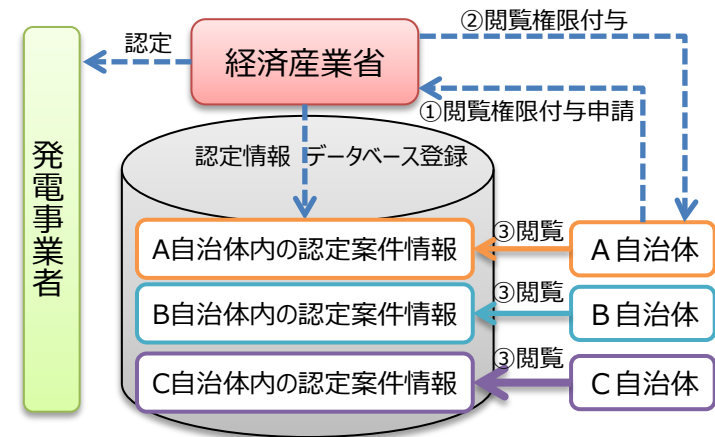 ②閲覧権限付与
認定
経済産業省
①閲覧権限付与申請
認定情報 データベース登録
発電事業者
A自治体内の認定案件情報
③閲覧
A自治体
B自治体内の認定案件情報
③閲覧
B自治体
C自治体内の認定案件情報
③閲覧
C自治体